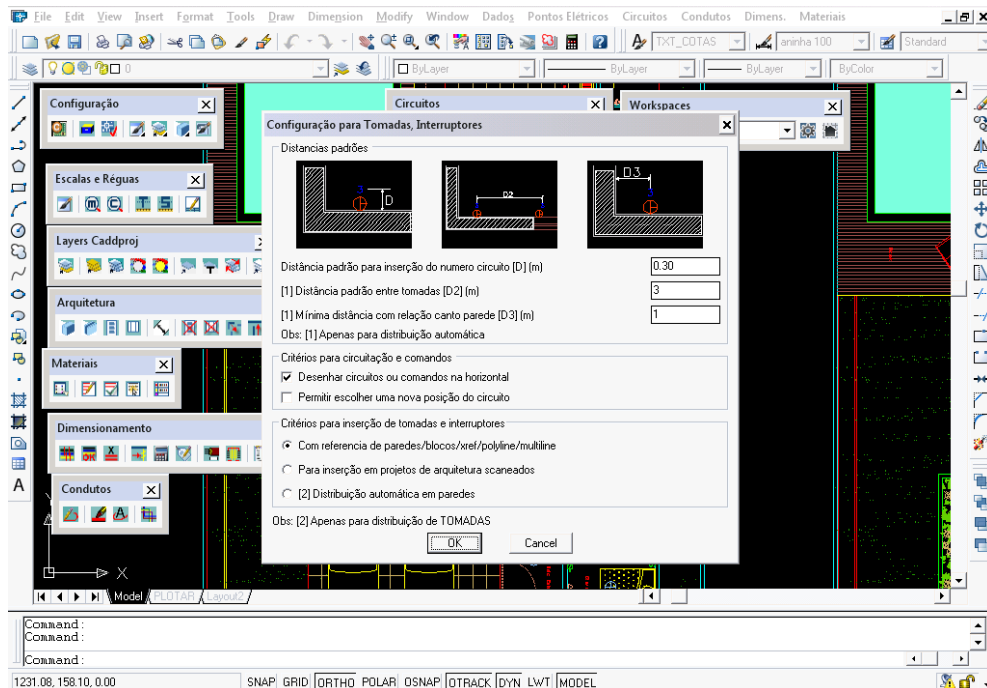 File Edit View Insert Format Tools Draw Dimension Modify Window Dados Pontos Elétricos Circuitos Condutos Dimens. Materiais
TXT_COTAS aninha 100 Standard
0 ByLayer ByLayer ByLayer ByColor
Configuração
Circuitos
Workspaces
Configuração para Tomadas, Interruptores
Distancias padrões
D
D2
D3
Distância padrão para inserção do numero circuito [D] (m) 0.30
[1] Distância padrão entre tomadas [D2] (m) 3
[1] Mínima distância com relação canto parede [D3] (m) 1
Obs: [1] Apenas para distribuição automática
Critérios para circuitação e comandos
Desenhar circuitos ou comandos na horizontal
Permitir escolher uma nova posição do circuito
Critérios para inserção de tomadas e interruptores
Com referencia de paredes/blocos/xref/polyline/multiline
Para inserção em projetos de arquitetura scaneados
[2] Distribuição automática em paredes
Obs: [2] Apenas para distribuição de TOMADAS
OK Cancel
Escalas e Réguas
Layers Caddproj
Arquitetura
Materiais
Dimensionamento
OK
Condutos
A
X
Model PLOTAR Layout2
Command:
Command:
Command:
1231.08, 158.10, 0.00 SNAP GRID ORTHO POLAR OSNAP OTRACK DYN LWT MODEL